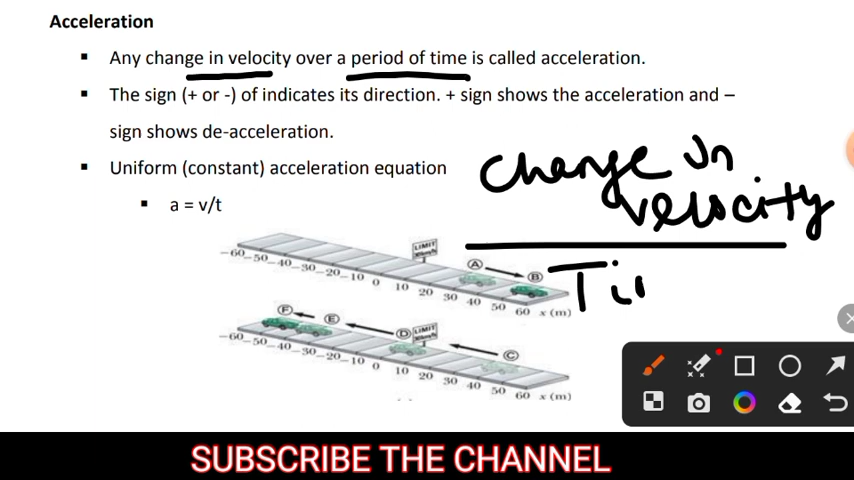 Acceleration
▪ Any change in velocity over a period of time is called acceleration.
▪ The sign (+ or -) of indicates its direction. + sign shows the acceleration and –
sign shows de-acceleration.
▪ Uniform (constant) acceleration equation
▪ a = v/t
change in
velocity
Ti
LIMIT
A B
-60 -50 -40 -30 -20 -10 0 10 20 30 40 50 60 x (m)
F E D LIMIT C
-60 -50 -40 -30 -20 -10 0 10 20 30 40 50 60 x (m)
SUBSCRIBE THE CHANNEL